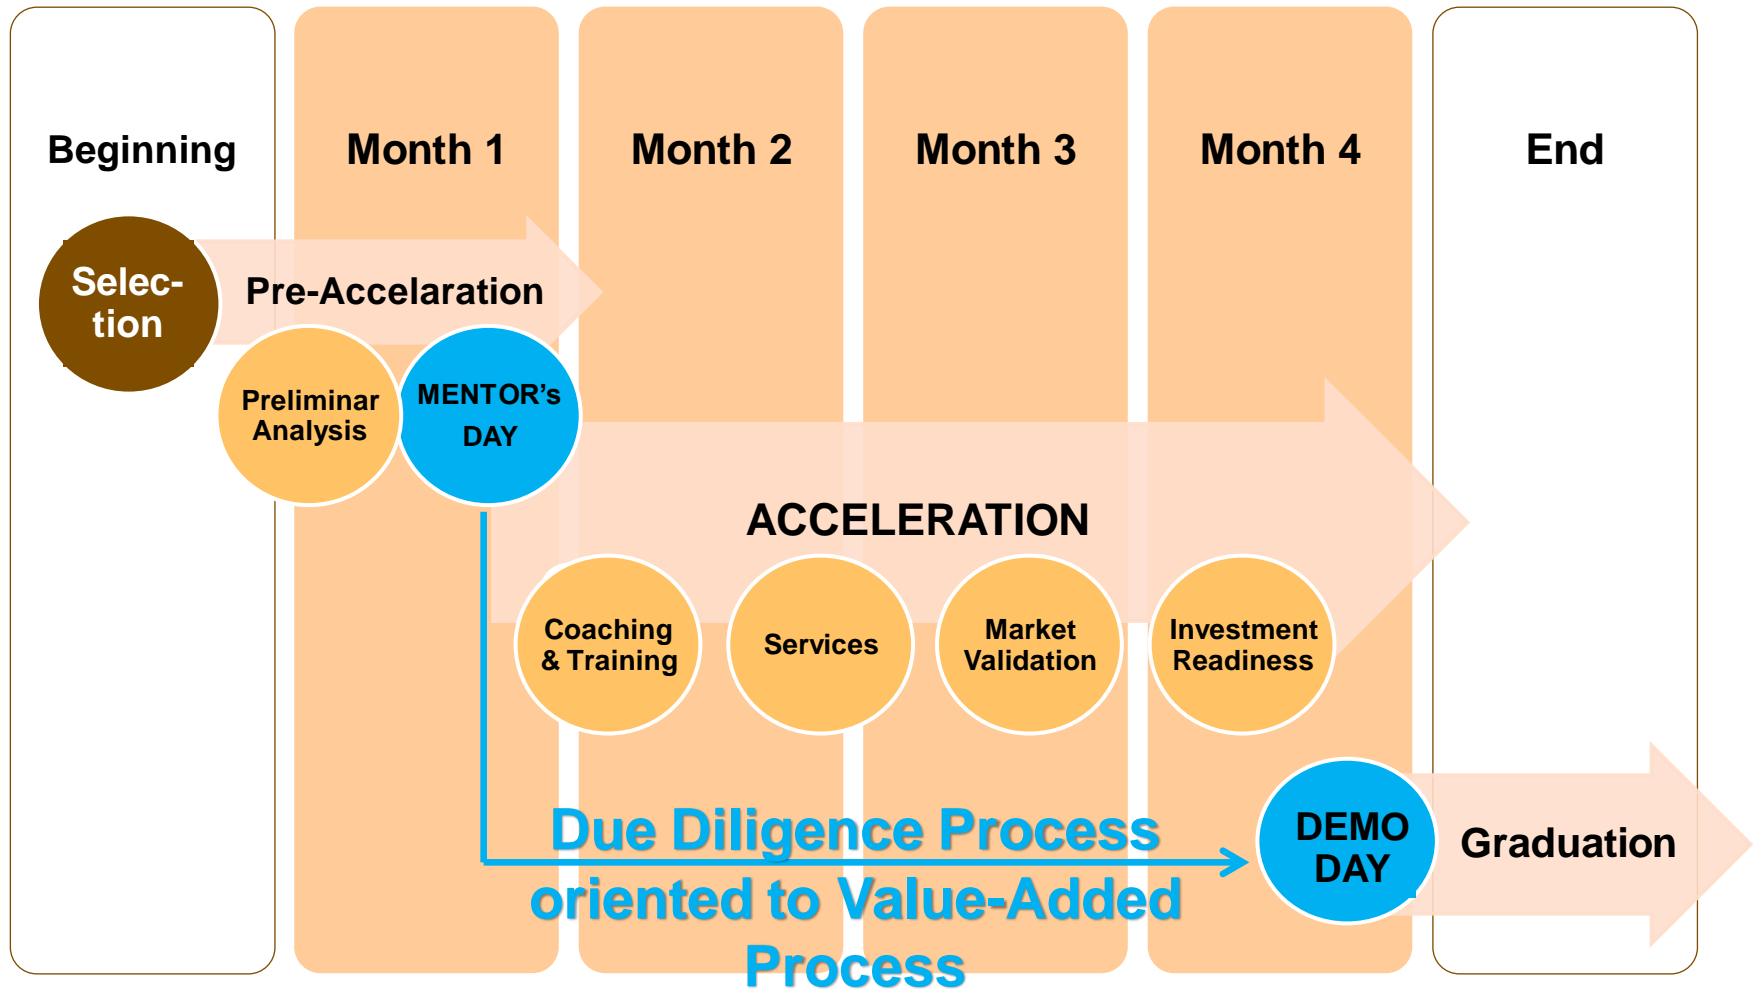 Beginning
Month 1
Month 2
Month 3
Month 4
End
Selec-
tion
Pre-Accelaration
Preliminar
Analysis
MENTOR's
DAY
ACCELERATION
Coaching
& Training
Services
Market
Validation
Investment
Readiness
Due Diligence Process
oriented to Value-Added
Process
DEMO
DAY
Graduation